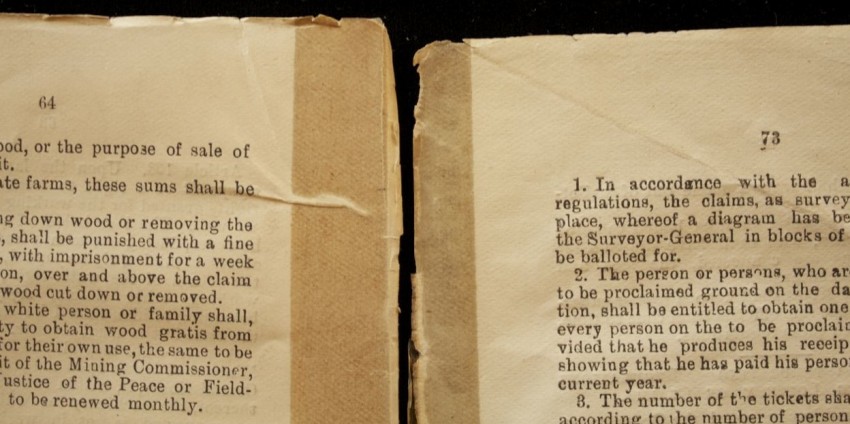 64
ood, or the purpose of sale of
it.
ate farms, these sums shall be
ng down wood or removing the
, shall be punished with a fine
, with imprisonment for a week
on, over and above the claim
wood cut down or removed.
white person or family shall,
ty to obtain wood gratis from
for their own use, the same to be
it of the Mining Commissioner,
ustice of the Peace or Field-
to be renewed monthly.
73
1. In accordance with the a
regulations, the claims, as survey
place, whereof a diagram has be
the Surveyor-General in blocks of
be balloted for.
2. The person or persons, who ar
to be proclaimed ground on the da
tion, shall be entitled to obtain one
every person on the to be proclai
vided that he produces his receip
showing that he has paid his perso
current year.
3. The number of the tickets sha
according to the number of person